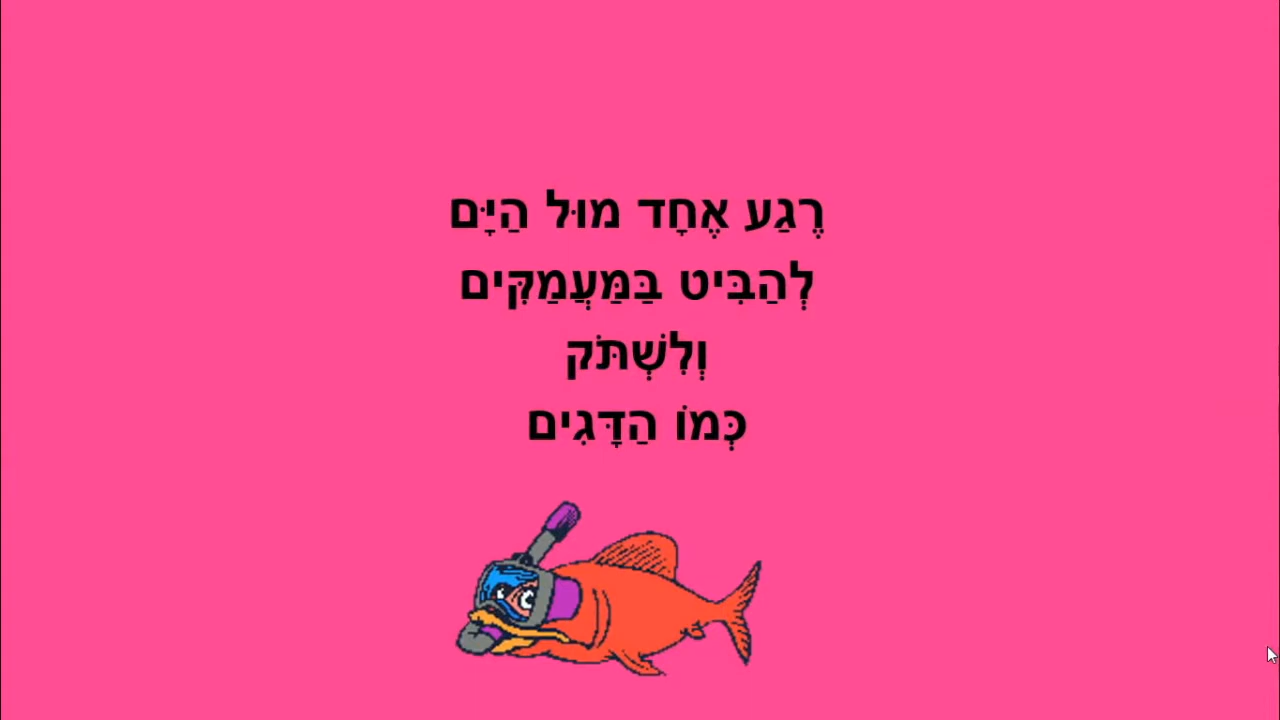 רֶגַע אֶחָד מוּל הַיָּם
לְהַבִּיט בַּמַּעֲמַקִּים
וְלִשְׁתֹּק
כְּמוֹ הַדָּגִים